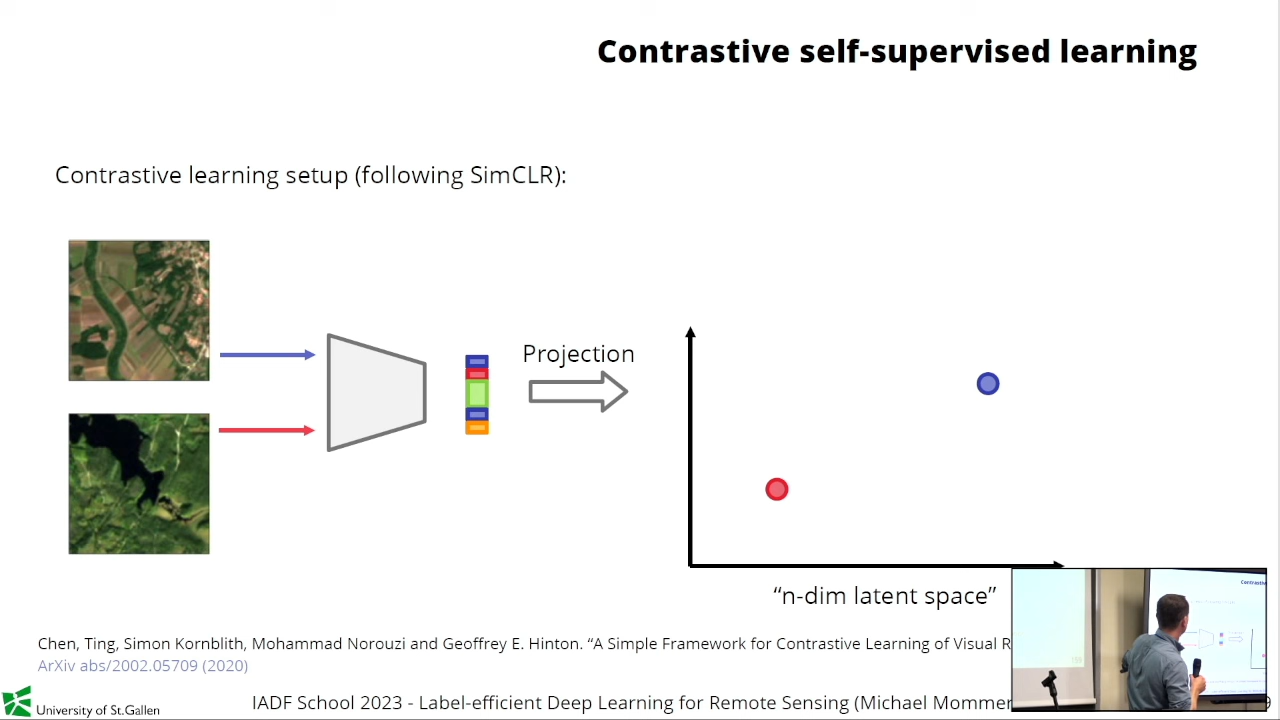 Contrastive self-supervised learning
Contrastive learning setup (following SimCLR):
Projection
“n-dim latent space”
Chen, Ting, Simon Kornblith, Mohammad Norouzi and Geoffrey E. Hinton. “A Simple Framework for Contrastive Learning of Visual R
ArXiv abs/2002.05709 (2020)
University of St.Gallen
IADF School 2023 - Label-efficient Deep Learning for Remote Sensing (Michael Mommer
9